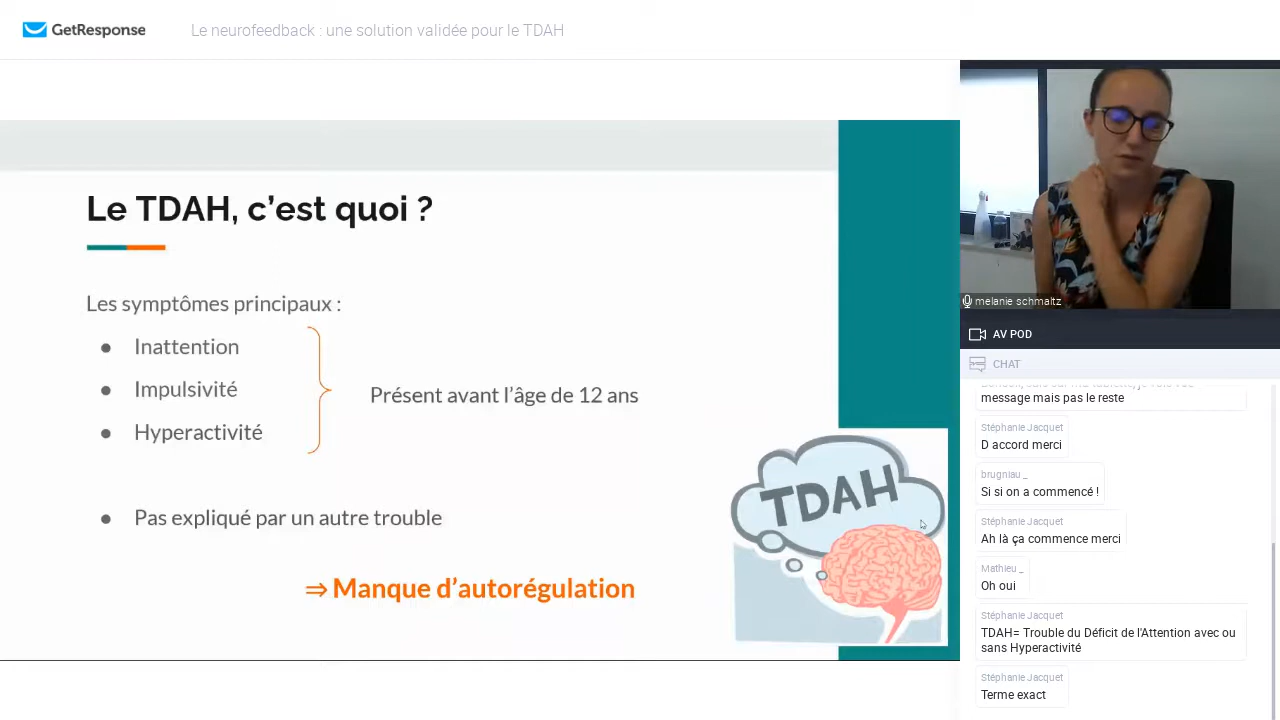 GetResponse
Le neurofeedback : une solution validée pour le TDAH
Le TDAH, c'est quoi ?
Les symptômes principaux :
● Inattention
● Impulsivité
● Hyperactivité
Présent avant l'âge de 12 ans
● Pas expliqué par un autre trouble
⇒ Manque d'autorégulation
TDAH
melanie schmaltz
AV POD
CHAT
message mais pas le reste
Stéphanie Jacquet
D accord merci
brugniau _
Si si on a commencé !
Stéphanie Jacquet
Ah là ça commence merci
Mathieu _
Oh oui
Stéphanie Jacquet
TDAH= Trouble du Déficit de l'Attention avec ou
sans Hyperactivité
Stéphanie Jacquet
Terme exact